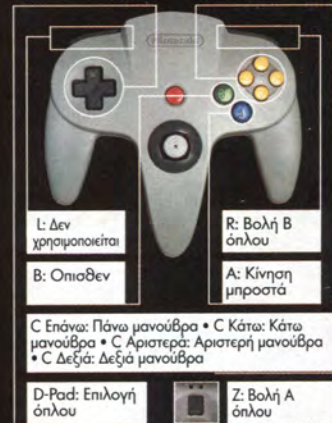 Nintendo
L: Δεν
χρησιμοποιείται
R: Βολή Β
όπλου
B: Οπισθεν
A: Κίνηση
μπροστά
C Επάνω: Πάνω μανούβρα • C Κάτω: Κάτω
μανούβρα • C Αριστερά: Αριστερή μανούβρα
• C Δεξιά: Δεξιά μανούβρα
D-Pad: Επιλογή
όπλου
Z: Βολή Α
όπλου